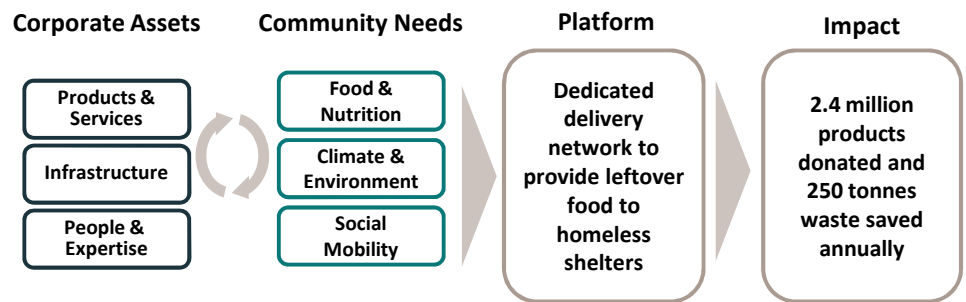 Corporate Assets
Community Needs
Platform
Impact
Products &
Services
Infrastructure
People &
Expertise
Food &
Nutrition
Climate &
Environment
Social
Mobility
Dedicated
delivery
network to
provide leftover
food to
homeless
shelters
2.4 million
products
donated and
250 tonnes
waste saved
annually